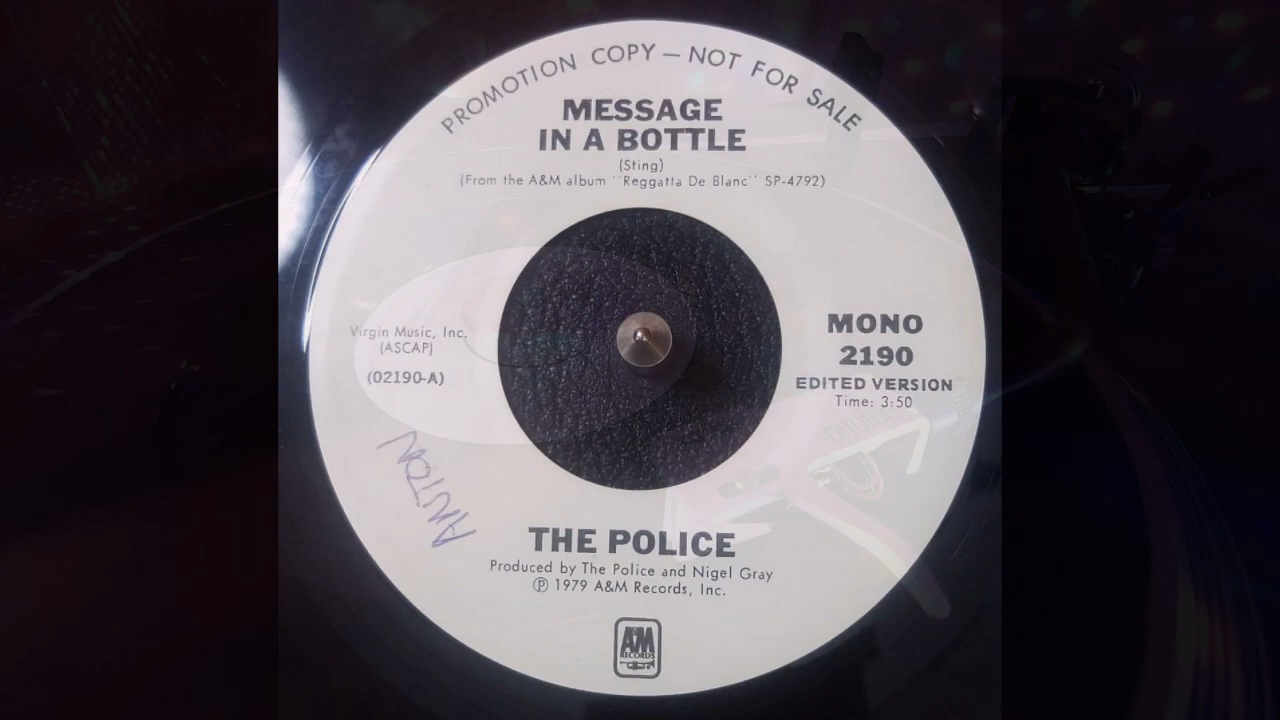 PROMOTION COPY — NOT FOR SALE
MESSAGE
IN A BOTTLE
(Sting)
(From the A&M album "Reggatta De Blanc" SP-4792)
Virgin Music, Inc.
(ASCAP)
(02190-A)
MONO
2190
EDITED VERSION
Time: 3:50
ANTON
THE POLICE
Produced by The Police and Nigel Gray
℗ 1979 A&M Records, Inc.
A&M
RECORDS